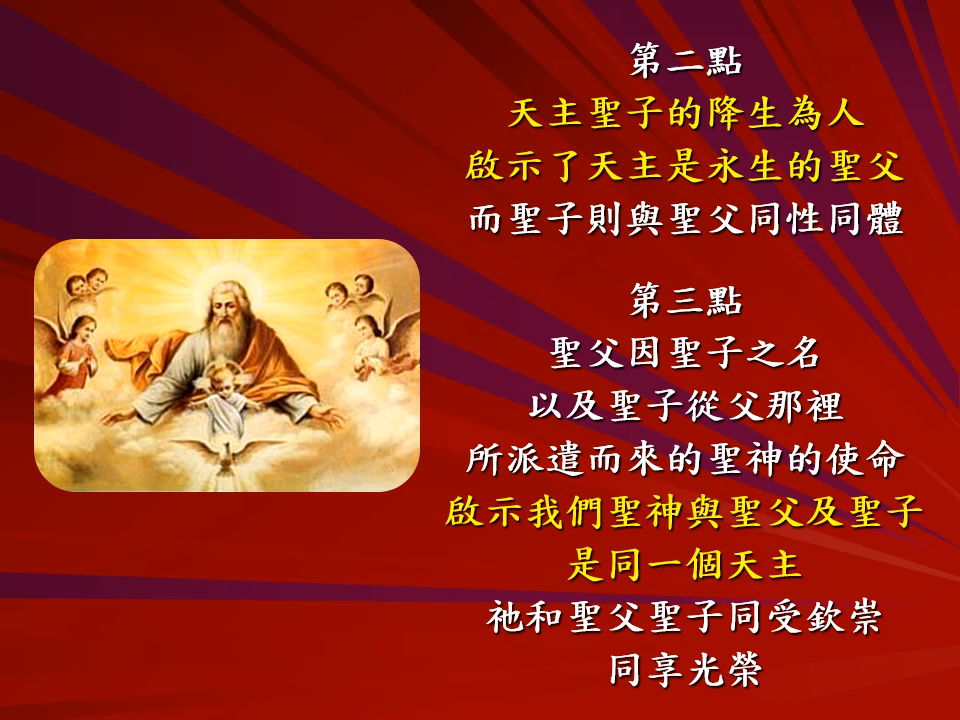 第二點
天主聖子的降生為人
啟示了天主是永生的聖父
而聖子則與聖父同性同體
第三點
聖父因聖子之名
以及聖子從父那裡
所派遣而來的聖神的使命
啟示我們聖神與聖父及聖子
是同一個天主
祂和聖父聖子同受欽崇
同享光榮